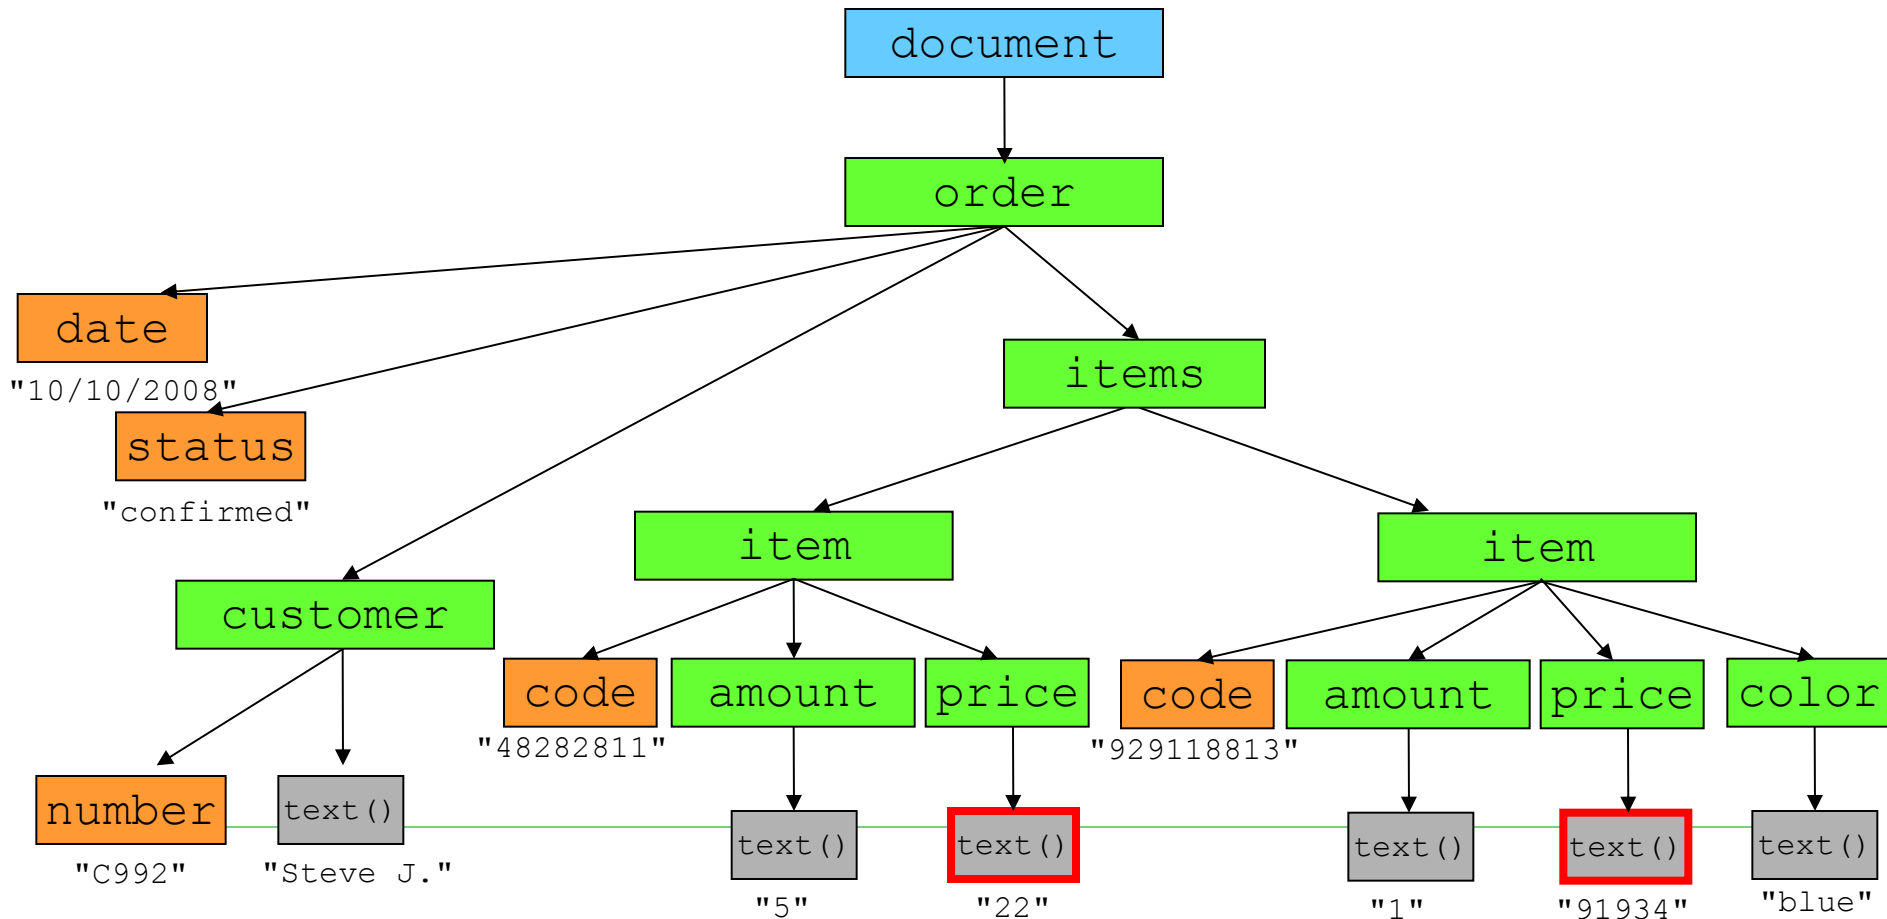 document
order
date
"10/10/2008"
items
status
"confirmed"
item
item
customer
code
amount
price
code
amount
price
color
"48282811"
"929118813"
number
text()
text()
text()
text()
text()
text()
"C992"
"Steve J."
"5"
"22"
"1"
"91934"
"blue"